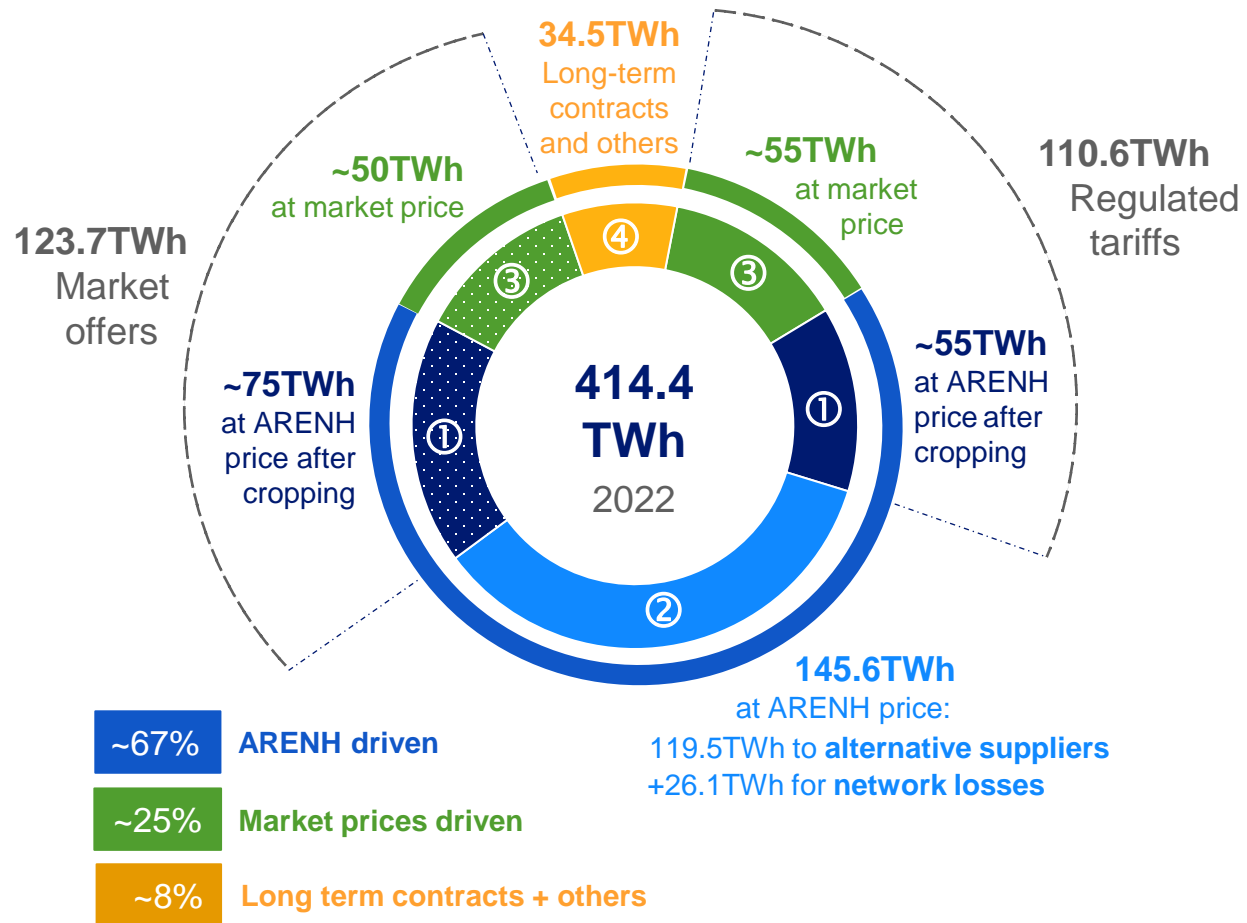 34.5TWh
Long-term
contracts
and others
~50TWh
at market price
~55TWh
at market
price
110.6TWh
Regulated
tariffs
123.7TWh
Market
offers
④
③
③
~75TWh
at ARENH
price after
cropping
①
414.4
TWh
2022
①
~55TWh
at ARENH
price after
cropping
②
145.6TWh
at ARENH price:
119.5TWh to alternative suppliers
+26.1TWh for network losses
~67% ARENH driven
~25% Market prices driven
~8% Long term contracts + others